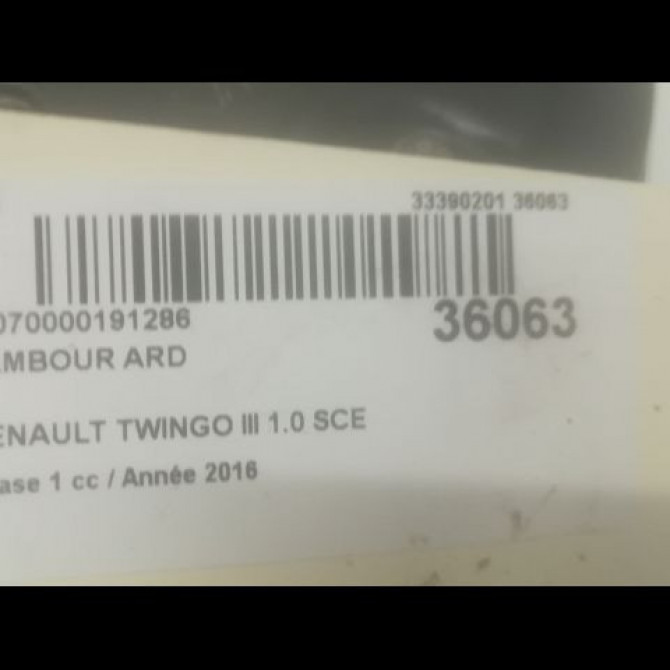 33390201 36063
070000191286
36063
AMBOUR ARD
ENAULT TWINGO III 1.0 SCE
ase 1 cc / Année 2016